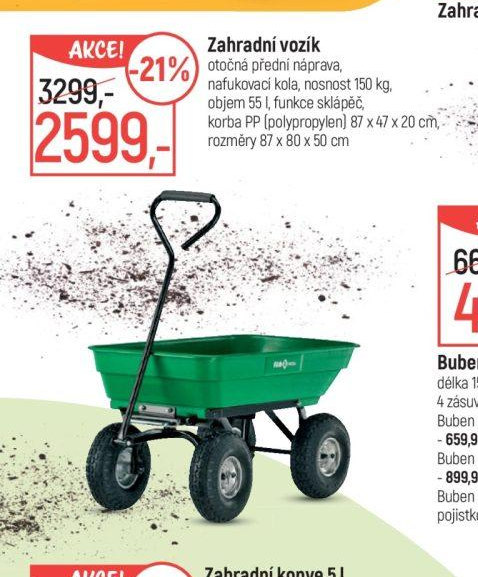 Zahra
AKCE!
-21%
3299,-
2599,-
Zahradní vozík
otočná přední náprava,
nafukovací kola, nosnost 150 kg,
objem 55 l, funkce sklápěč,
korba PP (polypropylen) 87 x 47 x 20 cm,
rozměry 87 x 80 x 50 cm
66
4
Buben
délka 1
4 zásuv
Buben
- 659,9
Buben
- 899,9
Buben
pojistk
AKCE!
Zahradní konve 5 l